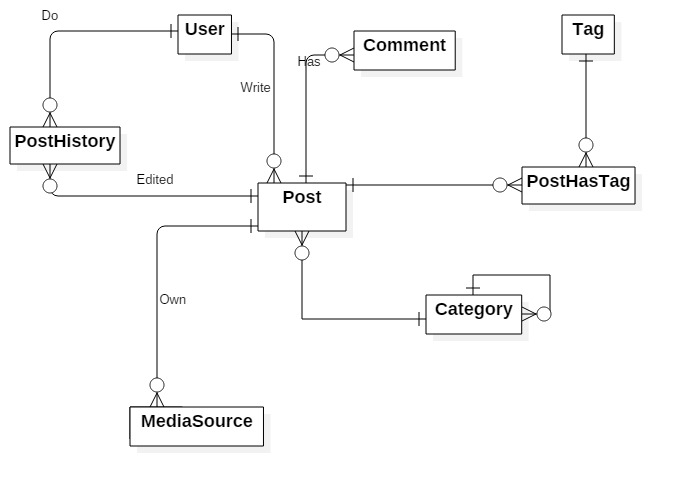 Do
User
Comment
Tag
Has
Write
PostHistory
Edited
Post
PostHasTag
Own
Category
MediaSource